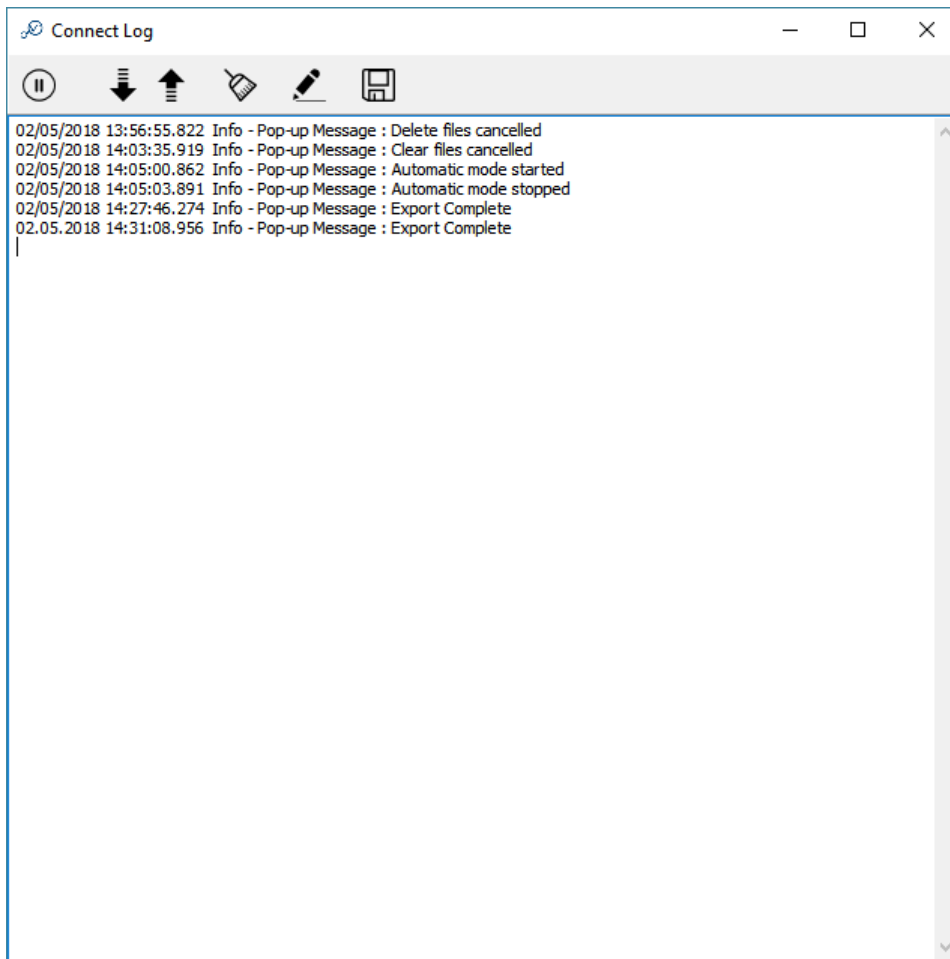 Connect Log
02/05/2018 13:56:55.822 Info - Pop-up Message : Delete files cancelled
02/05/2018 14:03:35.919 Info - Pop-up Message : Clear files cancelled
02/05/2018 14:05:00.862 Info - Pop-up Message : Automatic mode started
02/05/2018 14:05:03.891 Info - Pop-up Message : Automatic mode stopped
02/05/2018 14:27:46.274 Info - Pop-up Message : Export Complete
02.05.2018 14:31:08.956 Info - Pop-up Message : Export Complete